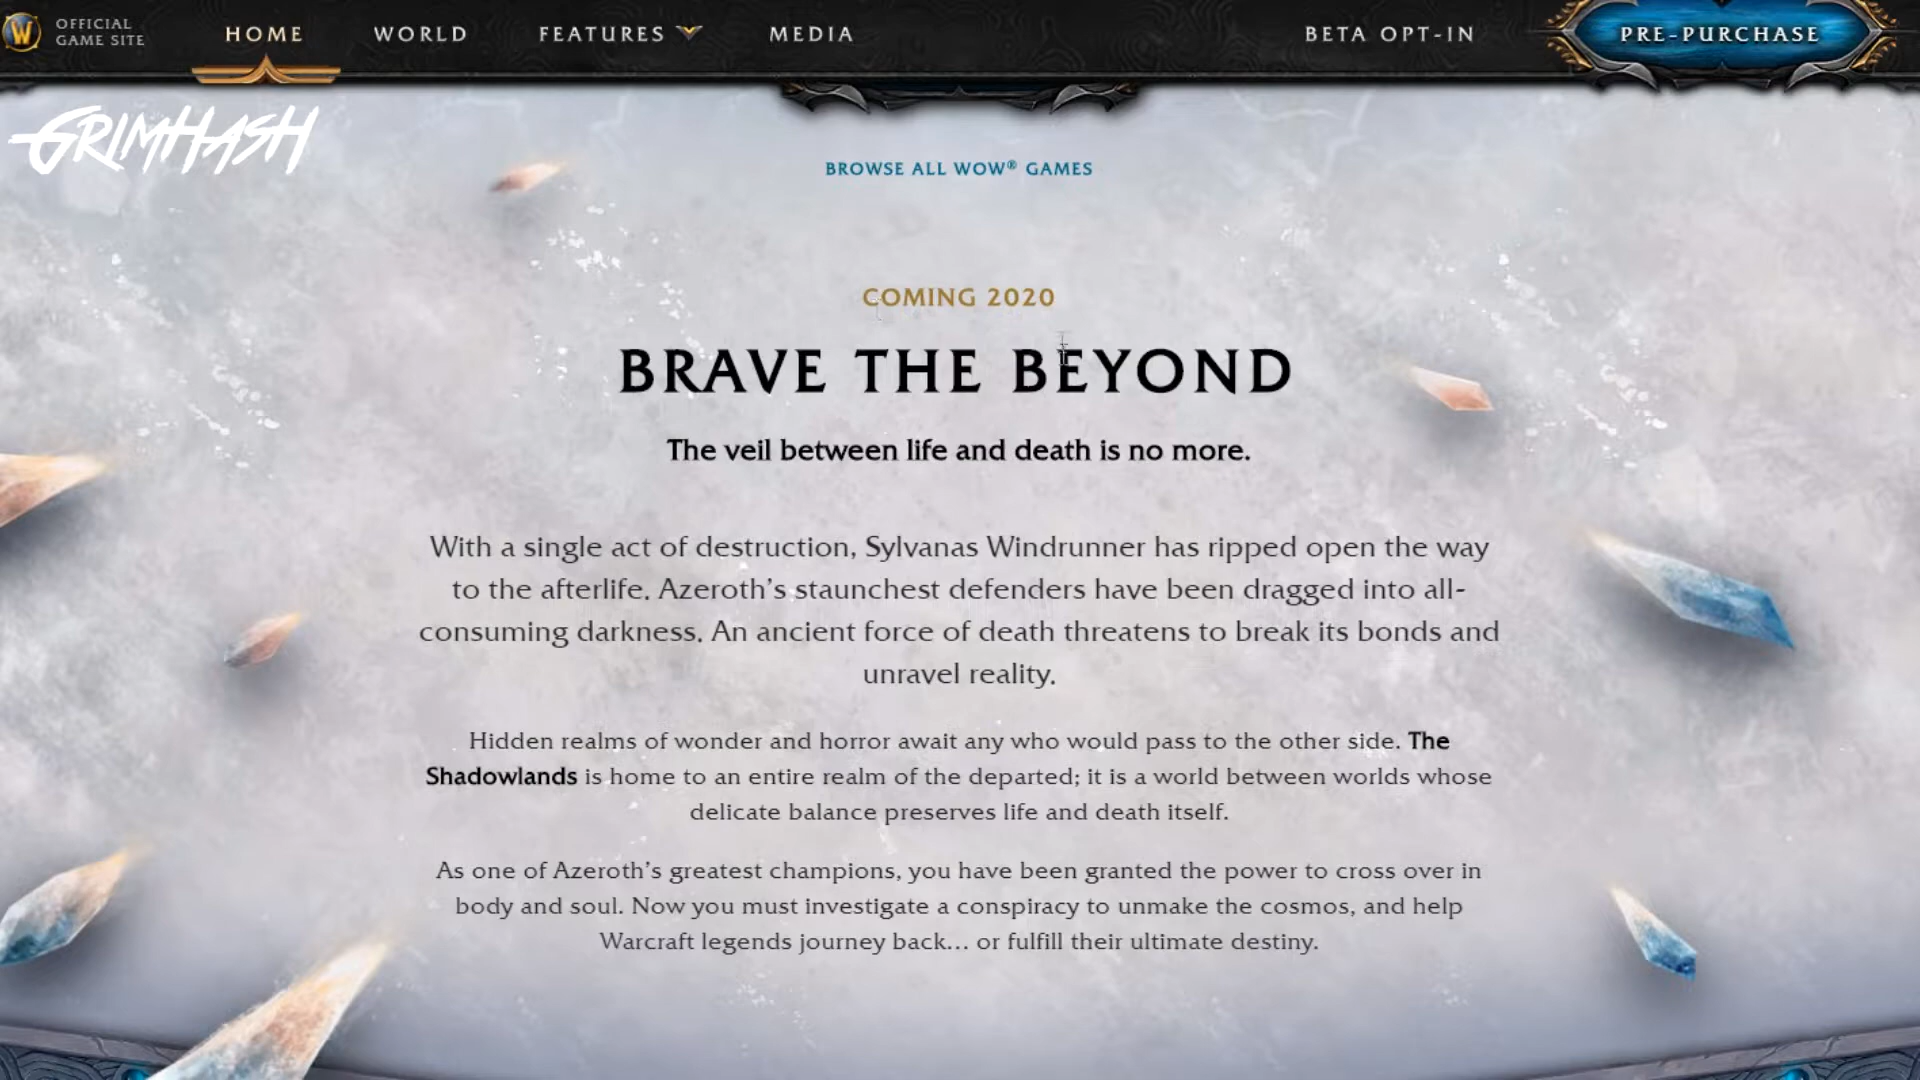 OFFICIAL
GAME SITE
HOME
WORLD
FEATURES
MEDIA
BETA OPT-IN
PRE-PURCHASE
GRIMHASH
BROWSE ALL WOW® GAMES
COMING 2020
BRAVE THE BEYOND
The veil between life and death is no more.
With a single act of destruction, Sylvanas Windrunner has ripped open the way
to the afterlife. Azeroth’s staunchest defenders have been dragged into all-
consuming darkness. An ancient force of death threatens to break its bonds and
unravel reality.
Hidden realms of wonder and horror await any who would pass to the other side. The
Shadowlands is home to an entire realm of the departed; it is a world between worlds whose
delicate balance preserves life and death itself.
As one of Azeroth’s greatest champions, you have been granted the power to cross over in
body and soul. Now you must investigate a conspiracy to unmake the cosmos, and help
Warcraft legends journey back... or fulfill their ultimate destiny.